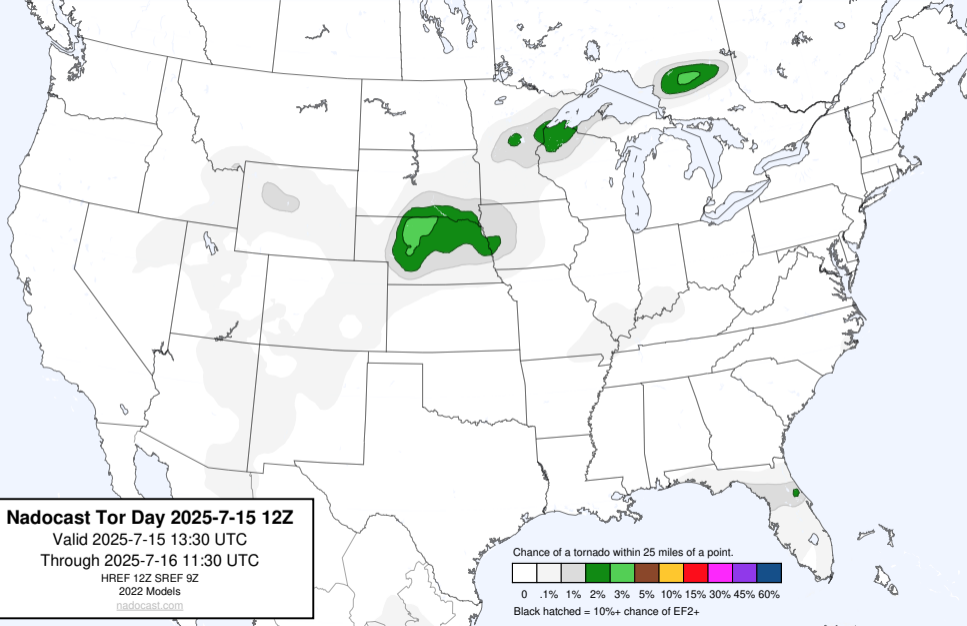 Nadocast Tor Day 2025-7-15 12Z
Valid 2025-7-15 13:30 UTC
Through 2025-7-16 11:30 UTC
HREF 12Z SREF 9Z
2022 Models
nadocast.com
Chance of a tornado within 25 miles of a point.
0 .1% 1% 2% 3% 5% 10% 15% 30% 45% 60%
Black hatched = 10%+ chance of EF2+